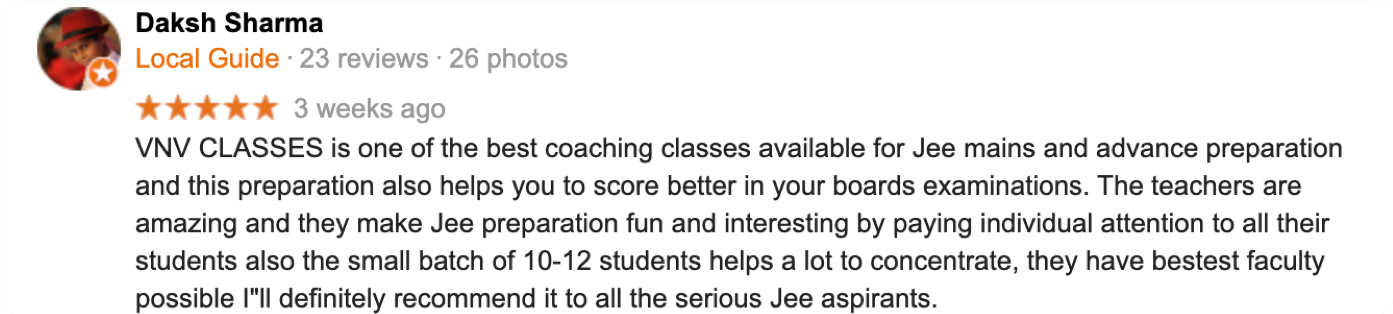 Daksh Sharma
Local Guide · 23 reviews · 26 photos
3 weeks ago
VNV CLASSES is one of the best coaching classes available for Jee mains and advance preparation
and this preparation also helps you to score better in your boards examinations. The teachers are
amazing and they make Jee preparation fun and interesting by paying individual attention to all their
students also the small batch of 10-12 students helps a lot to concentrate, they have bestest faculty
possible I"ll definitely recommend it to all the serious Jee aspirants.